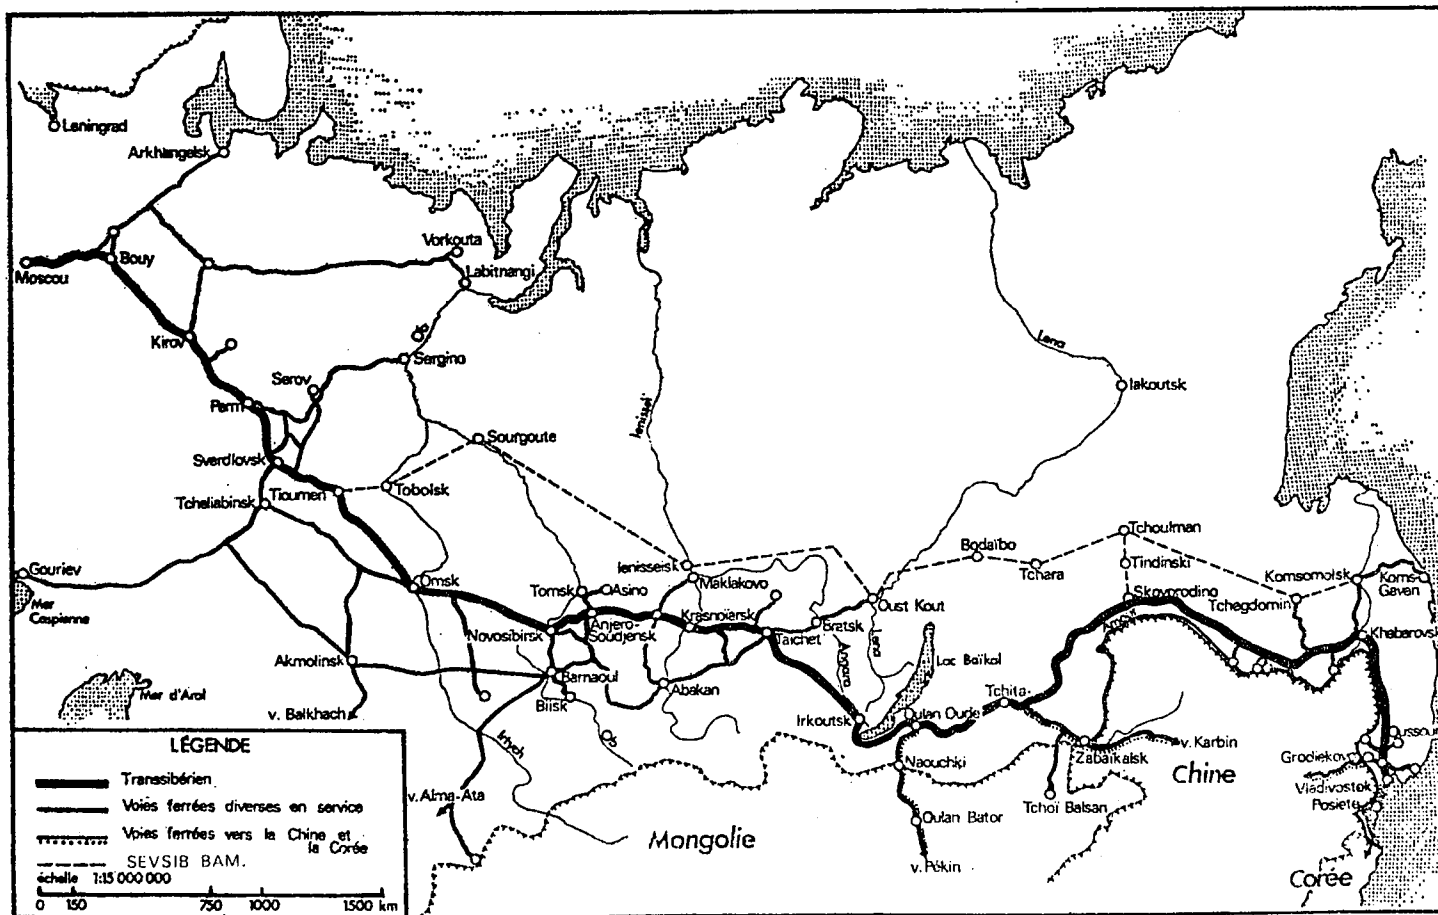 Leningrad
Arkhangelsk
Vorkouta
Bouy
Moscou
Labitnangi
Kirov
Ob
Sergino
Lena
Serov
Iakoutsk
Perm
Ienisseï
Sourgoute
Sverdlovsk
Tioumen
Tobolsk
Tcheliabinsk
Tchoulman
Bodaïbo
Tindinski
Tchara
Ienisseisk
Maklakovo
Gouriev
Mer
Caspienne
Omsk
Tomsk
Asino
Oust Kout
Skovorodino
Tchegdomin
Komsomolsk
Koms-
Gavan
Novosibirsk
Anjero-
Soudjensk
Krasnoïarsk
Taichet
Bratsk
Lena
Amour
Khabarovsk
Akmolinsk
Mer d'Aral
v. Balkhach
Barnaoul
Biisk
Abakan
Angara
Lac Baïkal
Irkoutsk
Oulan Oude
Tchita
Ob
Irtych
Naouchki
Zabaïkalsk
v. Karbin
Chine
Grodiekov
Vladivostok
Posiete
v. Alma-Ata
Mongolie
Oulan Bator
Tchoï Balsan
v. Pékin
Corée
LÉGENDE
Transsibérien
Voies ferrées diverses en service
Voies ferrées vers la Chine et
la Corée
SEVSIB BAM.
échelle 1:15 000 000
0 150 750 1000 1500 km